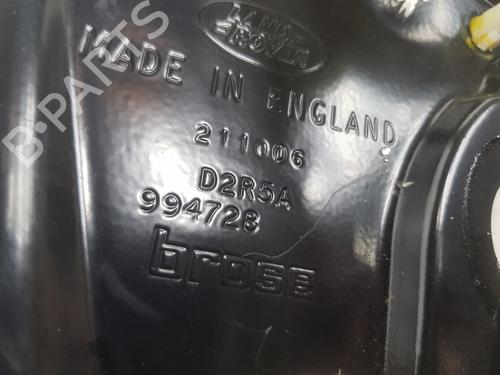 LAND
ROVER
MADE IN ENGLAND
211006
D2R5A
994728
brose
B-PARTS